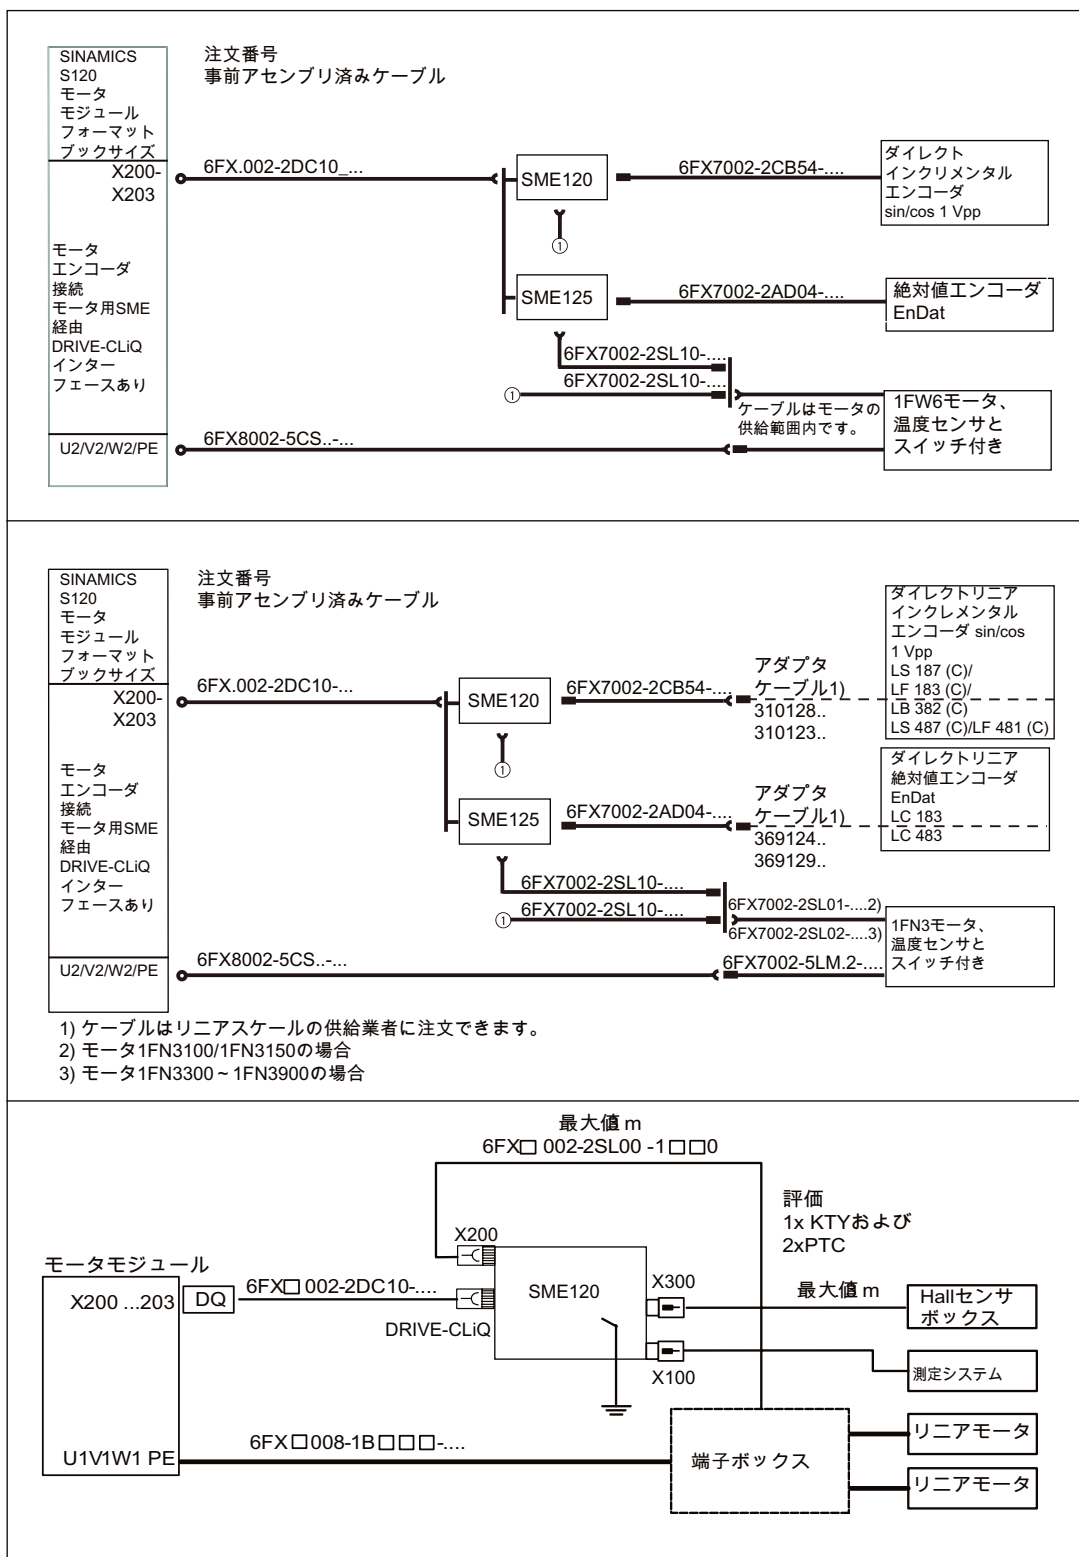 SINAMICS
S120
モータ
モジュール
フォーマット
ブックサイズ
注文番号
事前アセンブリ済みケーブル
X200-
X203
6FX.002-2DC10_...
SME120
6FX7002-2CB54-....
ダイレクト
インクリメンタル
エンコーダ
sin/cos 1 Vpp
①
モータ
エンコーダ
接続
モータ用SME
経由
DRIVE-CLiQ
インター
フェースあり
SME125
6FX7002-2AD04-....
絶対値エンコーダ
EnDat
6FX7002-2SL10-....
6FX7002-2SL10-....
①
ケーブルはモータの
供給範囲内です。
1FW6モータ、
温度センサと
スイッチ付き
U2/V2/W2/PE
6FX8002-5CS..-...
SINAMICS
S120
モータ
モジュール
フォーマット
ブックサイズ
注文番号
事前アセンブリ済みケーブル
X200-
X203
6FX.002-2DC10-...
SME120
6FX7002-2CB54-....
アダプタ
ケーブル1)
310128..
310123..
ダイレクトリニア
インクレメンタル
エンコーダ sin/cos
1 Vpp
LS 187 (C)/
LF 183 (C)/
LB 382 (C)
LS 487 (C)/LF 481 (C)
①
モータ
エンコーダ
接続
モータ用SME
経由
DRIVE-CLiQ
インター
フェースあり
SME125
6FX7002-2AD04-....
アダプタ
ケーブル1)
369124..
369129..
ダイレクトリニア
絶対値エンコーダ
EnDat
LC 183
LC 483
6FX7002-2SL10-....
6FX7002-2SL10-....
①
6FX7002-2SL01-....2)
6FX7002-2SL02-....3)
1FN3モータ、
温度センサと
スイッチ付き
U2/V2/W2/PE
6FX8002-5CS..-...
6FX7002-5LM.2-....
1) ケーブルはリニアスケールの供給業者に注文できます。
2) モータ1FN3100/1FN3150の場合
3) モータ1FN3300 ~ 1FN3900の場合
最大値 m
6FX□ 002-2SL00 -1□□0
評価
1x KTYおよび
2xPTC
モータモジュール
X200 ...203
DQ
6FX□ 002-2DC10-....
X200
DRIVE-CLiQ
SME120
X300
X100
最大値 m
Hallセンサ
ボックス
測定システム
U1V1W1 PE
6FX□008-1B□□□-....
端子ボックス
リニアモータ
リニアモータ